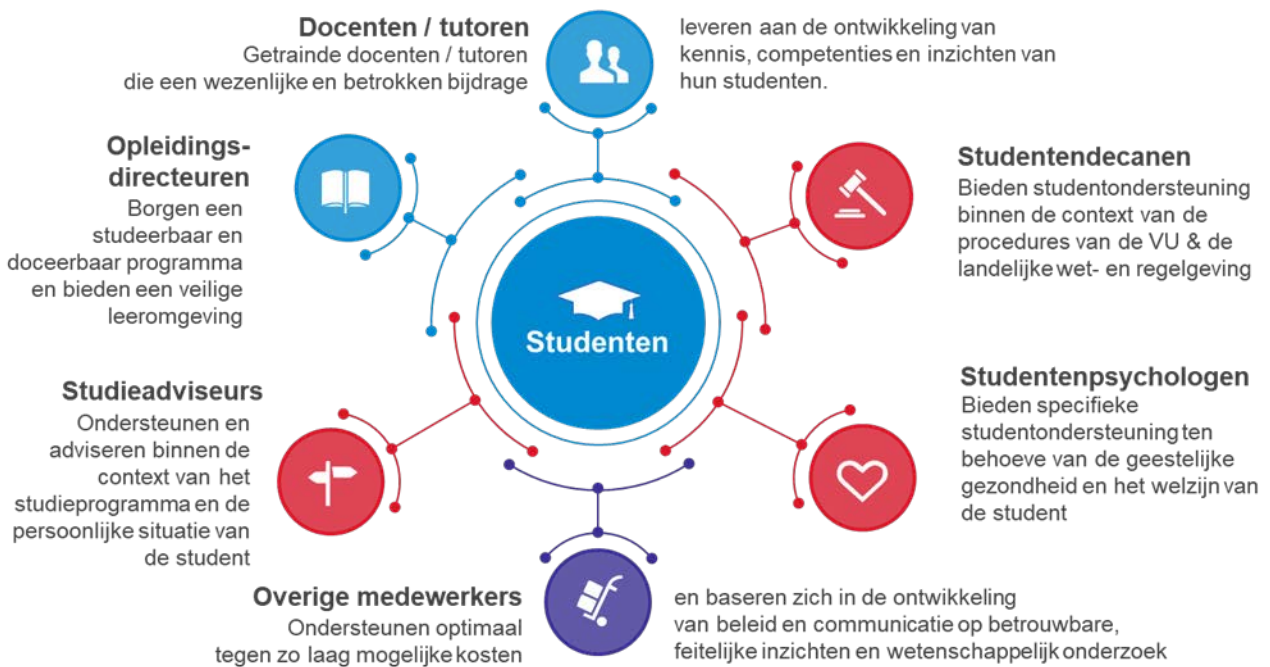 Docenten / tutoren
Getrainde docenten / tutoren
die een wezenlijke en betrokken bijdrage
leveren aan de ontwikkeling van
kennis, competenties en inzichten van
hun studenten.
Opleidings-
directeuren
Borgen een
studeerbaar en
doceerbaar programma
en bieden een veilige
leeromgeving
Studentendecanen
Bieden studentondersteuning
binnen de context van de
procedures van de VU & de
landelijke wet- en regelgeving
Studenten
Studieadviseurs
Ondersteunen en
adviseren binnen de
context van het
studieprogramma en de
persoonlijke situatie van
de student
Studentenpsychologen
Bieden specifieke
studentondersteuning ten
behoeve van de geestelijke
gezondheid en het welzijn van
de student
Overige medewerkers
Ondersteunen optimaal
tegen zo laag mogelijke kosten
en baseren zich in de ontwikkeling
van beleid en communicatie op betrouwbare,
feitelijke inzichten en wetenschappelijk onderzoek